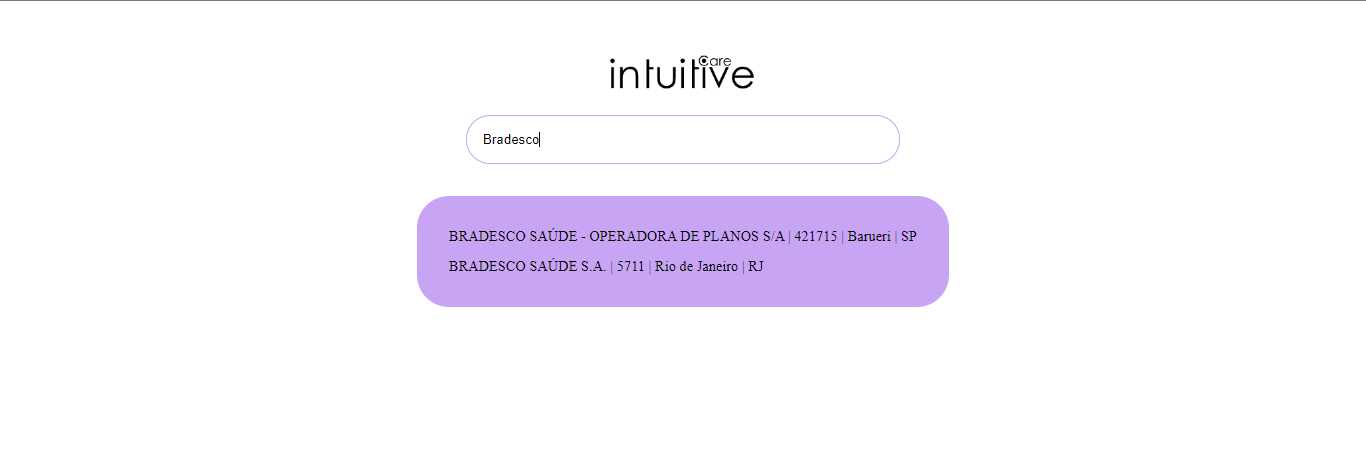 intuitive Care
Bradesco
BRADESCO SAÚDE - OPERADORA DE PLANOS S/A | 421715 | Barueri | SP
BRADESCO SAÚDE S.A. | 5711 | Rio de Janeiro | RJ